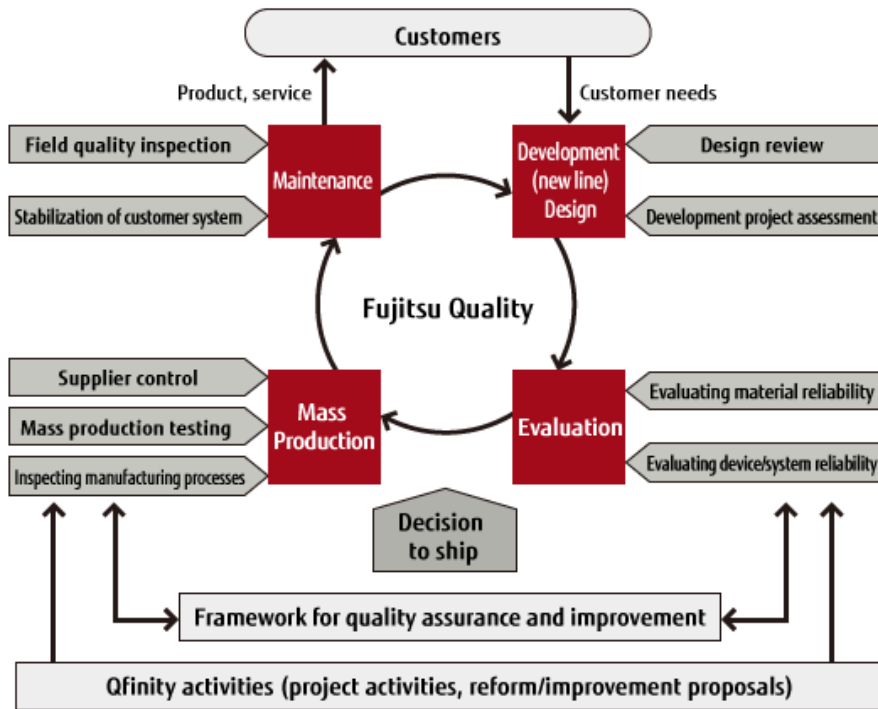 Customers
Product, service
Customer needs
Field quality inspection
Stabilization of customer system
Maintenance
Development
(new line)
Design
Design review
Development project assessment
Fujitsu Quality
Supplier control
Mass production testing
Inspecting manufacturing processes
Mass
Production
Evaluation
Evaluating material reliability
Evaluating device/system reliability
Decision
to ship
Framework for quality assurance and improvement
Qfinity activities (project activities, reform/improvement proposals)